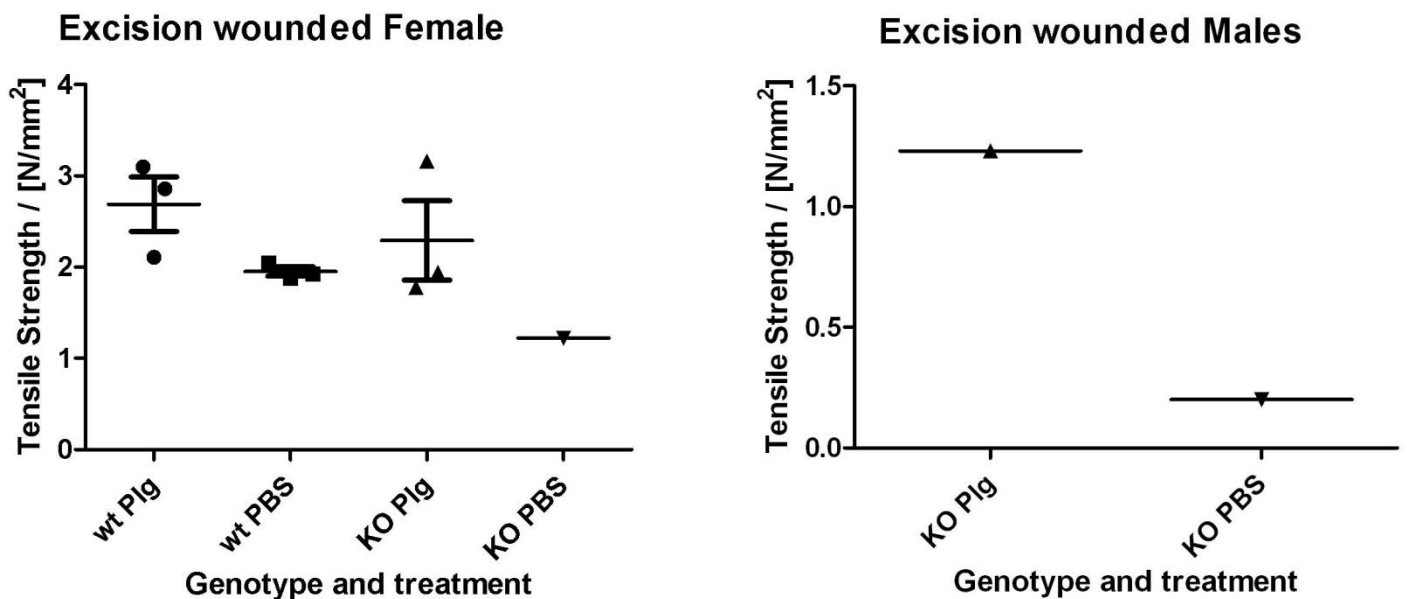 Excision wounded Female
Tensile Strength / [N/mm²]
4
3
2
1
0
wt Plg
wt PBS
KO Plg
KO PBS
Genotype and treatment
Excision wounded Males
Tensile Strength / [N/mm²]
1.5
1.0
0.5
0.0
KO Plg
KO PBS
Genotype and treatment